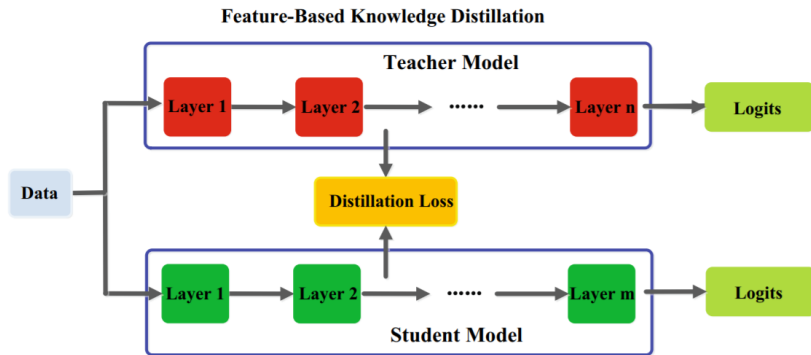 Feature-Based Knowledge Distillation
Teacher Model
Layer 1
Layer 2
......
Layer n
Logits
Data
Distillation Loss
Layer 1
Layer 2
......
Layer m
Logits
Student Model